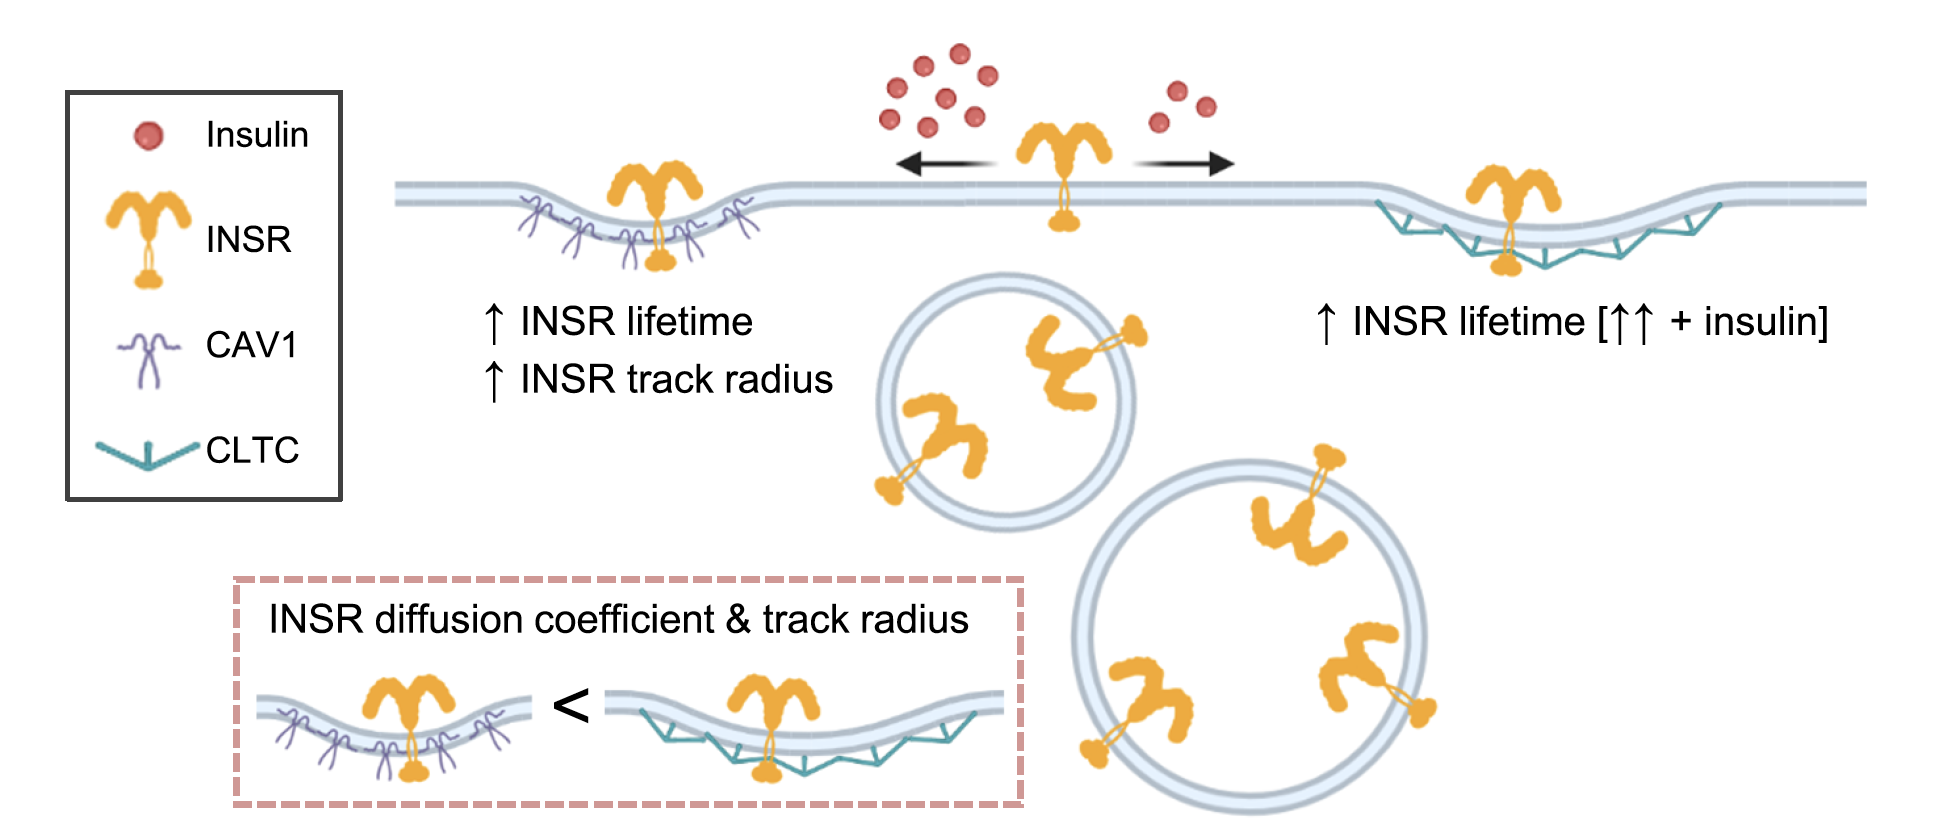 Insulin
INSR
CAV1
CLTC
↑ INSR lifetime
↑ INSR track radius
↑ INSR lifetime [↑↑ + insulin]
INSR diffusion coefficient & track radius
<